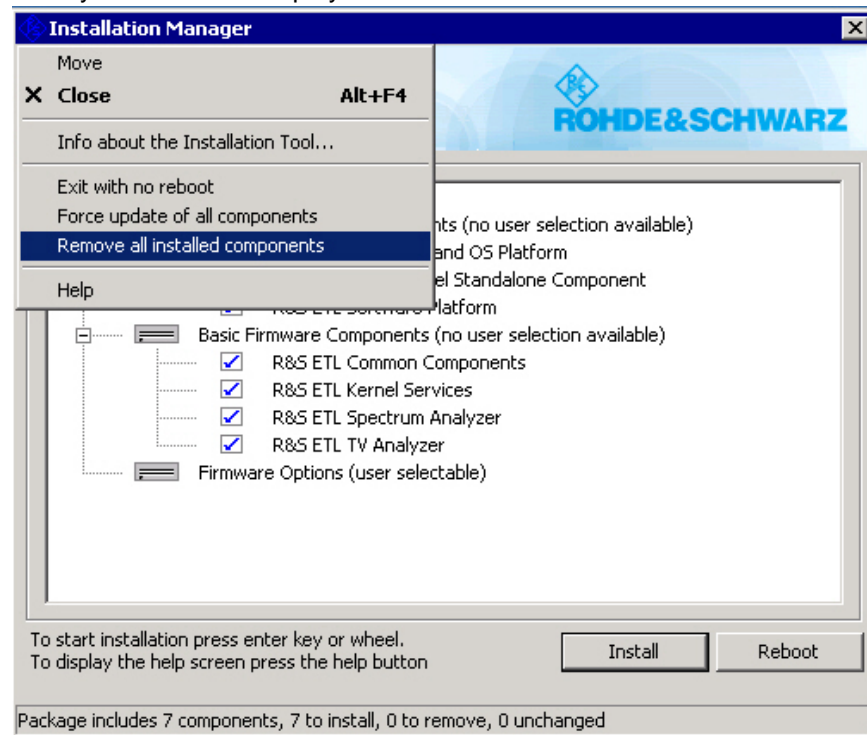 Installation Manager
Move
Close Alt+F4
ROHDE&SCHWARZ
Info about the Installation Tool...
Exit with no reboot
Force update of all components
nts (no user selection available)
Remove all installed components
and OS Platform
el Standalone Component
Help
Platform
Basic Firmware Components (no user selection available)
R&S ETL Common Components
R&S ETL Kernel Services
R&S ETL Spectrum Analyzer
R&S ETL TV Analyzer
Firmware Options (user selectable)
To start installation press enter key or wheel.
To display the help screen press the help button
Install
Reboot
Package includes 7 components, 7 to install, 0 to remove, 0 unchanged